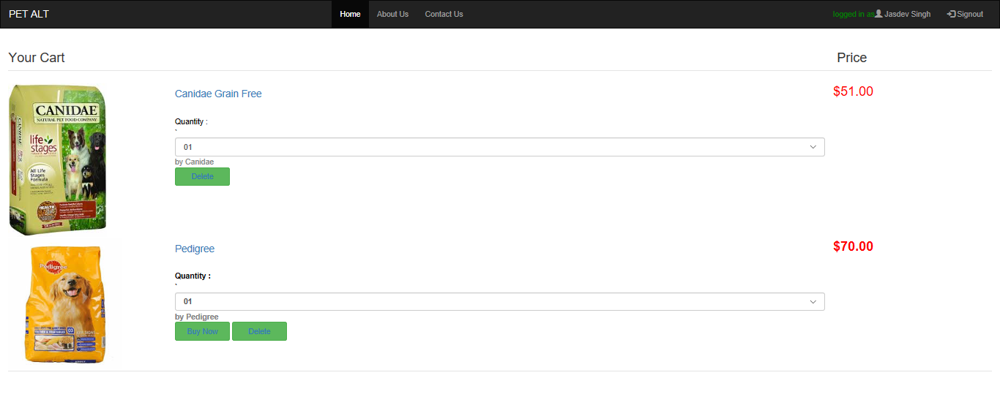 PET ALT Home About Us Contact Us logged in as Jasdev Singh Signout
Your Cart Price
CANIDAE
NATURAL PET FOOD COMPANY
life
stages
All Life
Stages
Formula
HEALTH
Canidae Grain Free $51.00
Quantity :
`
01
by Canidae
Delete
Pedigree
Pedigree $70.00
Quantity :
`
01
by Pedigree
Buy Now Delete